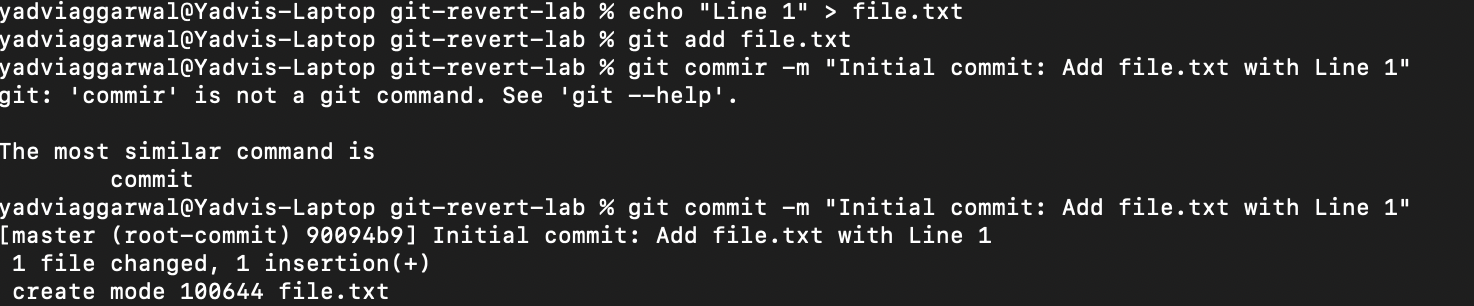 yadviaggarwal@Yadvis-Laptop git-revert-lab % echo "Line 1" > file.txt
yadviaggarwal@Yadvis-Laptop git-revert-lab % git add file.txt
yadviaggarwal@Yadvis-Laptop git-revert-lab % git commir -m "Initial commit: Add file.txt with Line 1"
git: 'commir' is not a git command. See 'git --help'.

The most similar command is
        commit
yadviaggarwal@Yadvis-Laptop git-revert-lab % git commit -m "Initial commit: Add file.txt with Line 1"
[master (root-commit) 90094b9] Initial commit: Add file.txt with Line 1
 1 file changed, 1 insertion(+)
 create mode 100644 file.txt